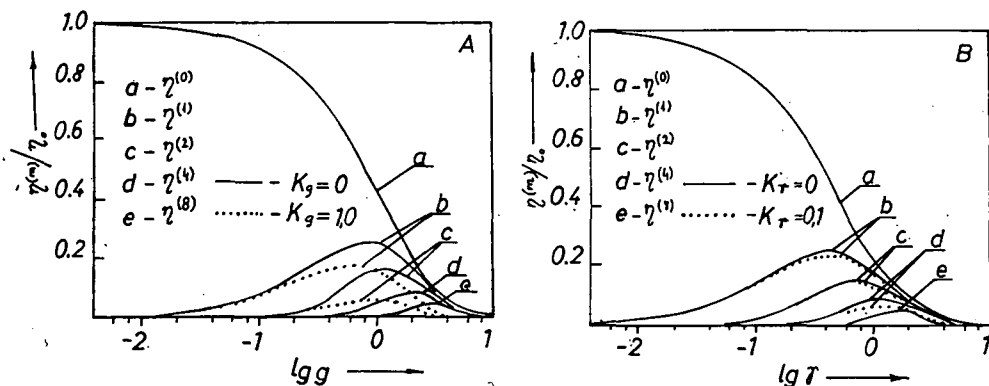 A
η^(m)/η₀
1.0
0.8
0.6
0.4
0.2
a - η^(0)
b - η^(1)
c - η^(2)
d - η^(4)
e - η^(8)
— - K_g = 0
····· - K_g = 1,0
a
b
c
d
e
-2 -1 0 1
lg g
B
η^(m)/η₀
1.0
0.8
0.6
0.4
0.2
a - η^(0)
b - η^(1)
c - η^(2)
d - η^(4)
— - K_r = 0
····· - K_r = 0,1
a
b
c
d
e
-2 -1 0 1
lg r